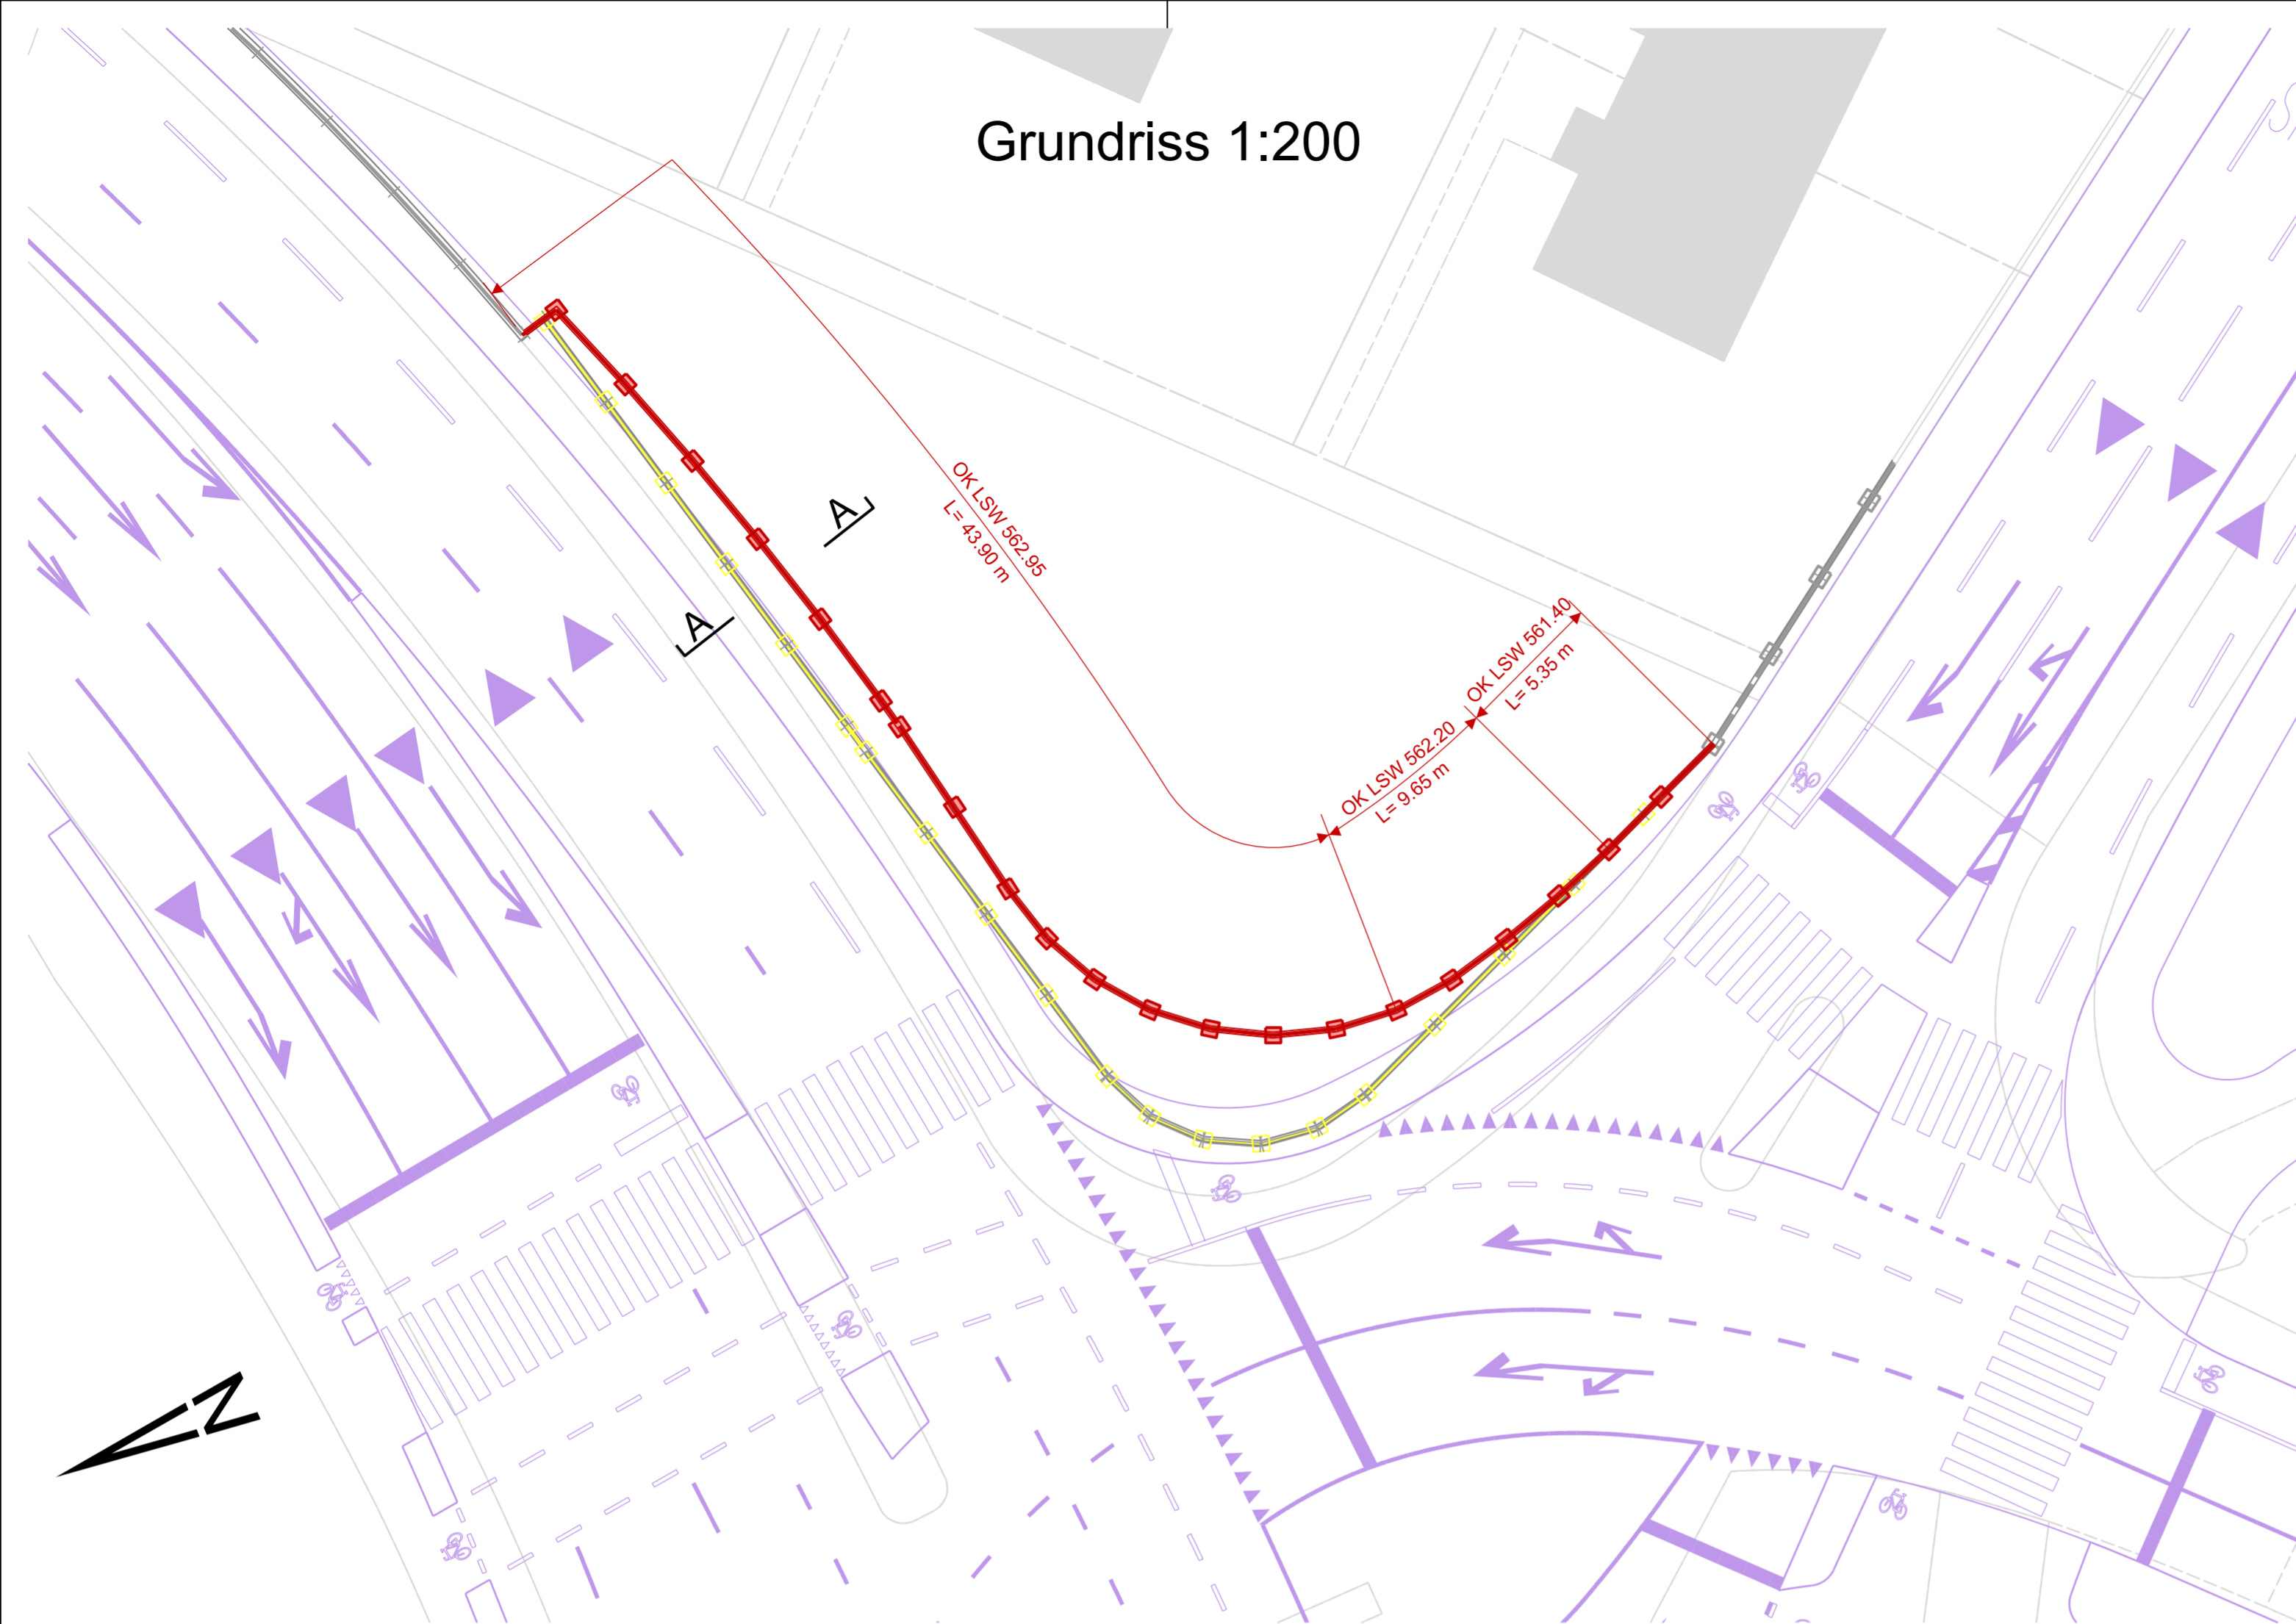 Grundriss 1:200
OK LSW 562.95
L= 43.90 m
A
A
OK LSW 561.40
L= 5.35 m
OK LSW 562.20
L= 9.65 m
N